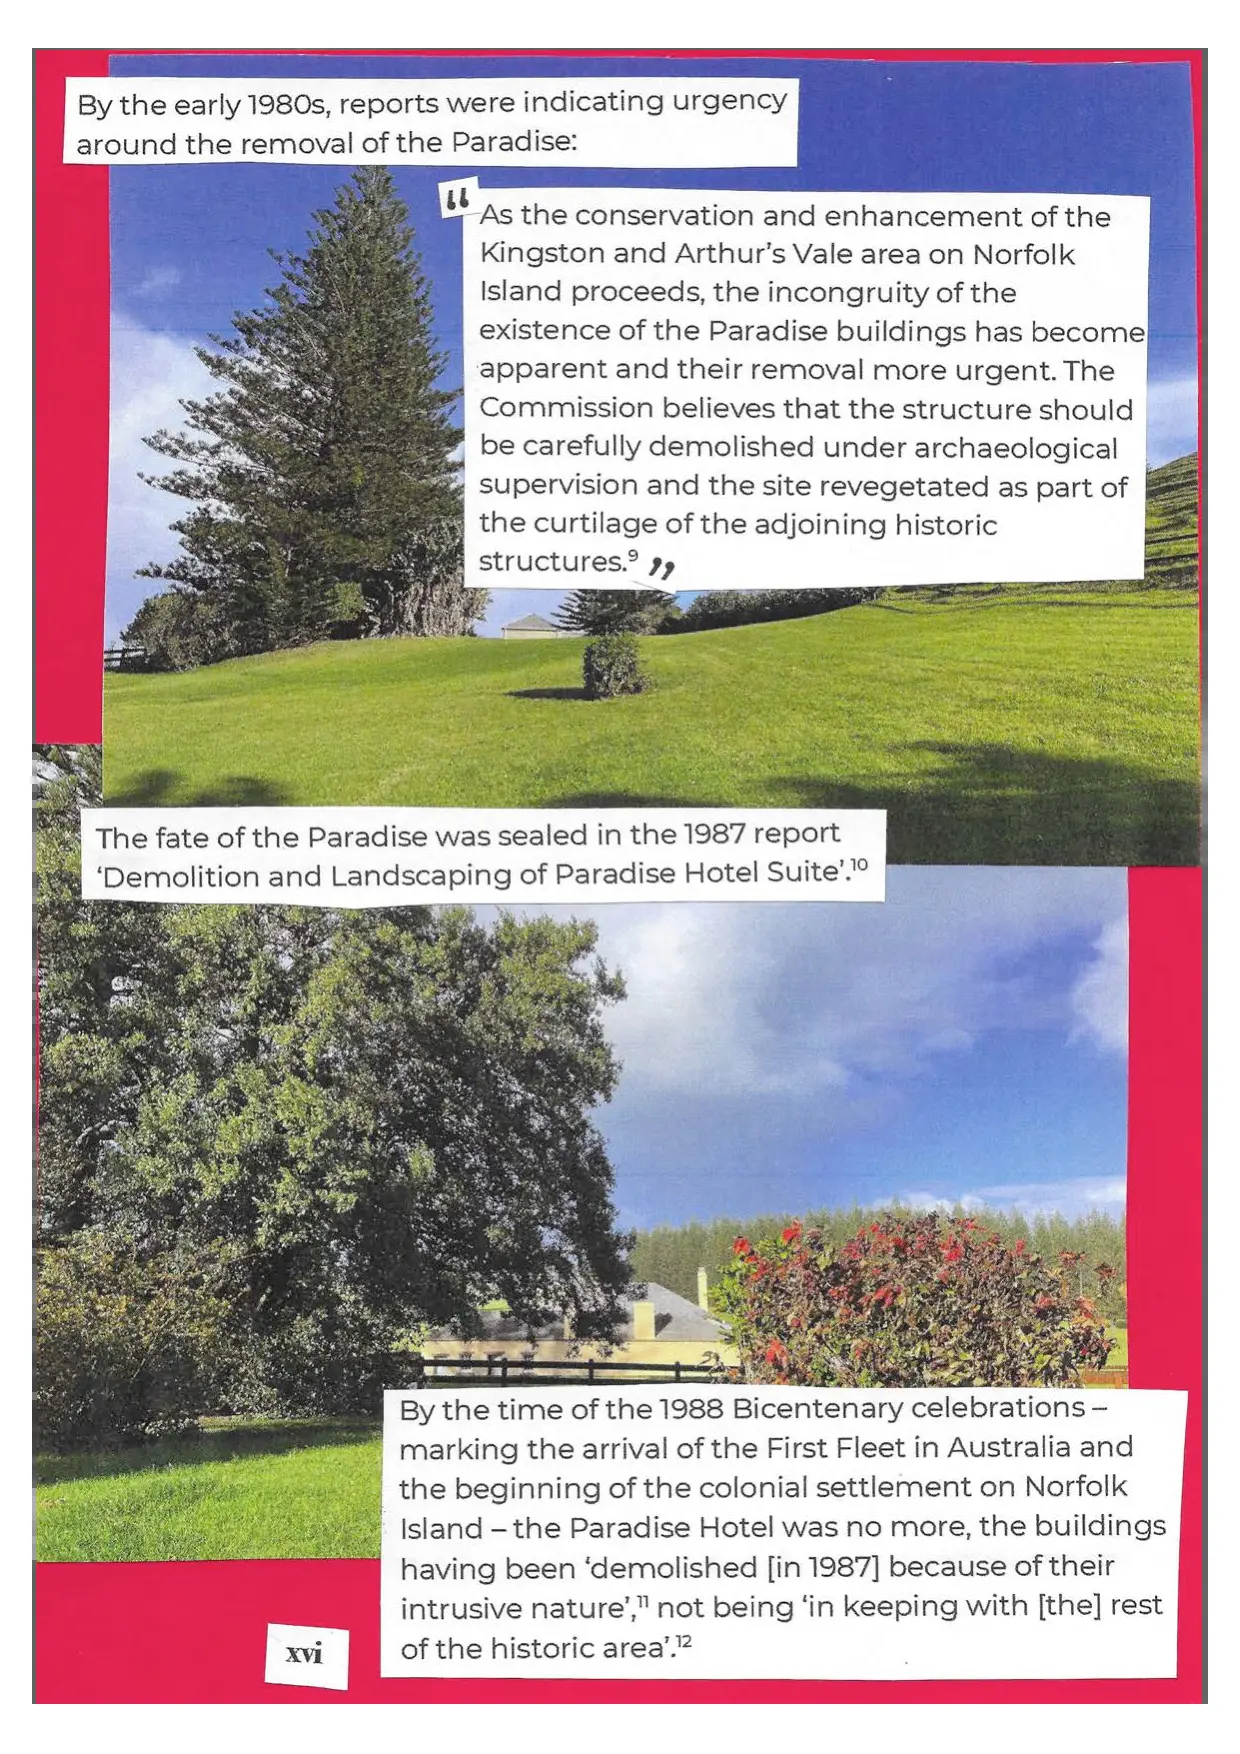 By the early 1980s, reports were indicating urgency
around the removal of the Paradise:
“ As the conservation and enhancement of the
Kingston and Arthur’s Vale area on Norfolk
Island proceeds, the incongruity of the
existence of the Paradise buildings has become
apparent and their removal more urgent. The
Commission believes that the structure should
be carefully demolished under archaeological
supervision and the site revegetated as part of
the curtilage of the adjoining historic
structures.⁹ ”
The fate of the Paradise was sealed in the 1987 report
‘Demolition and Landscaping of Paradise Hotel Suite’.¹⁰
By the time of the 1988 Bicentenary celebrations –
marking the arrival of the First Fleet in Australia and
the beginning of the colonial settlement on Norfolk
Island – the Paradise Hotel was no more, the buildings
having been ‘demolished [in 1987] because of their
intrusive nature’,¹¹ not being ‘in keeping with [the] rest
of the historic area’.¹²
xvi